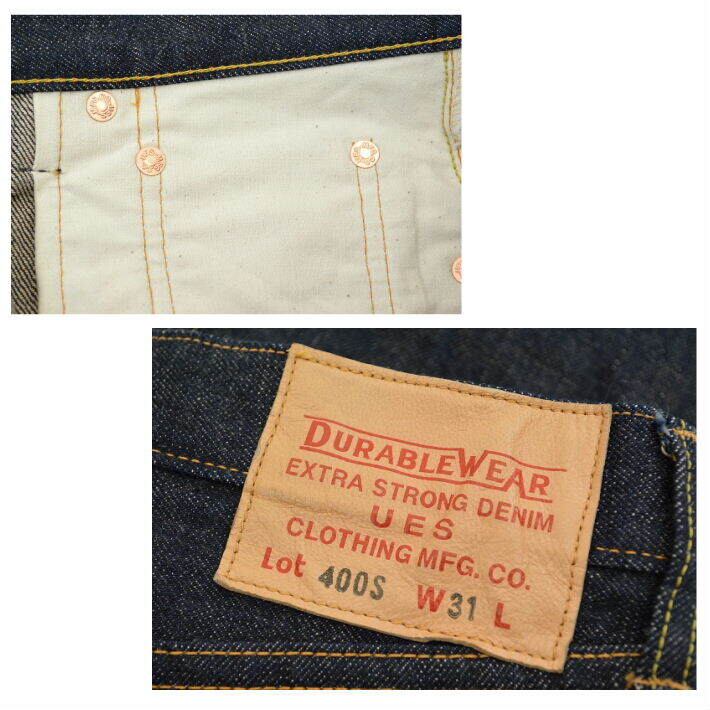 DURABLEWEAR
EXTRA STRONG DENIM
UES
CLOTHING MFG. CO.
Lot 400S W31 L